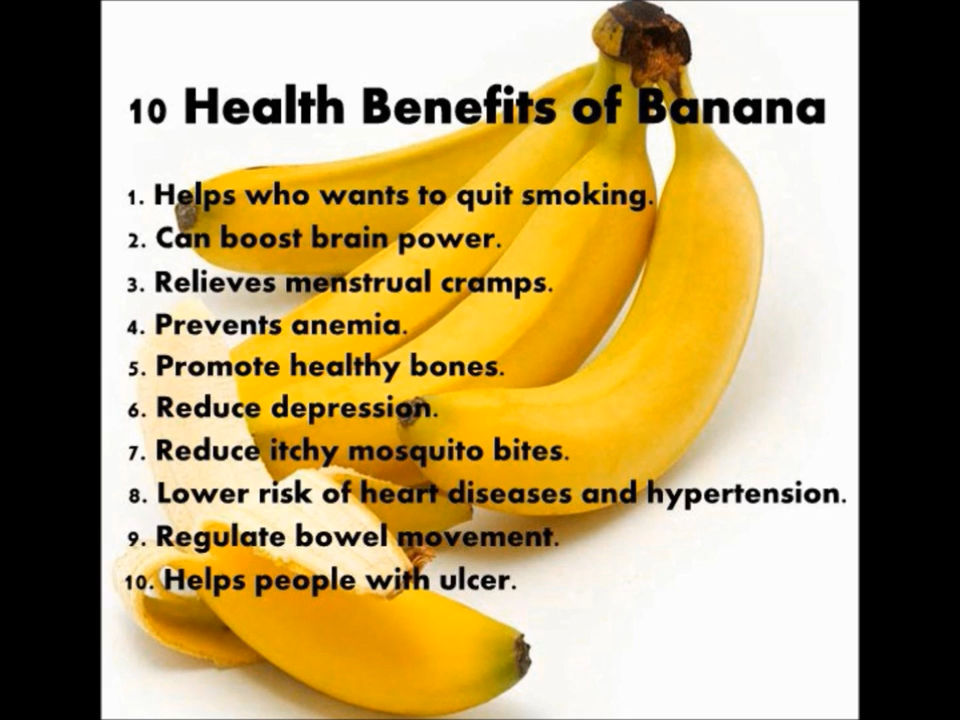 10 Health Benefits of Banana
1. Helps who wants to quit smoking.
2. Can boost brain power.
3. Relieves menstrual cramps.
4. Prevents anemia.
5. Promote healthy bones.
6. Reduce depression.
7. Reduce itchy mosquito bites.
8. Lower risk of heart diseases and hypertension.
9. Regulate bowel movement.
10. Helps people with ulcer.